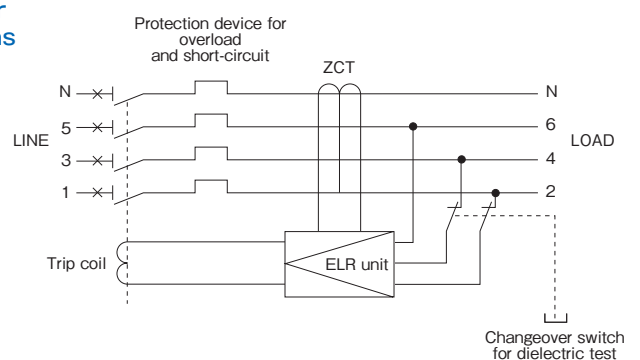 Protection device for
overload
and short-circuit
ZCT
N
N
5
6
LINE
LOAD
3
4
1
2
Trip coil
ELR unit
Changeover switch
for dielectric test